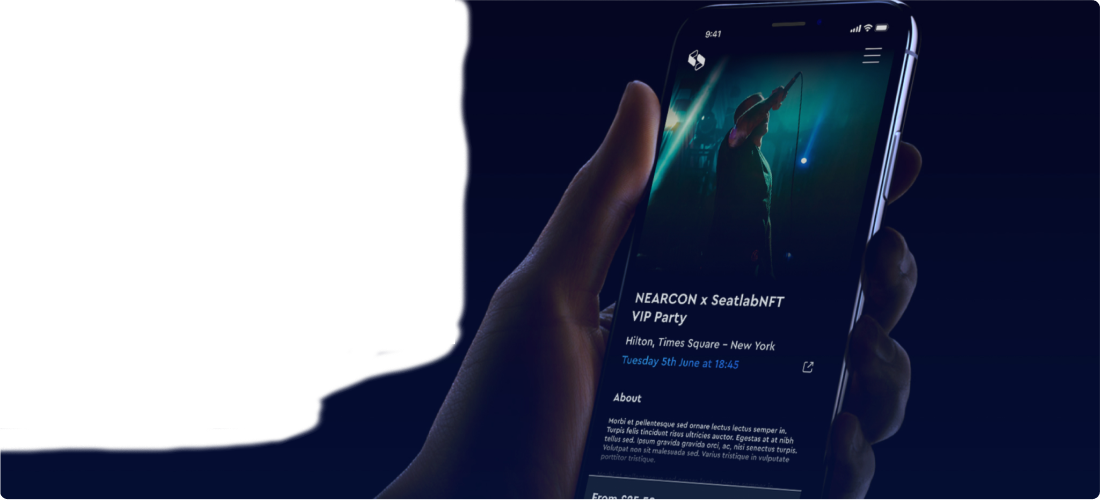 9:41
NEARCON x SeatlabNFT
VIP Party
Hilton, Times Square – New York
Tuesday 5th June at 18:45
About
Morbi et pellentesque sed ornare lectus lectus semper in.
Turpis felis tincidunt risus ultricies auctor. Egestas at at nibh
tellus sed. Ipsum gravida gravida orci, ac, nisi senectus turpis.
Volutpat non sit malesuada sed. Varius tristique in vulputate
porttitor tristique.
From